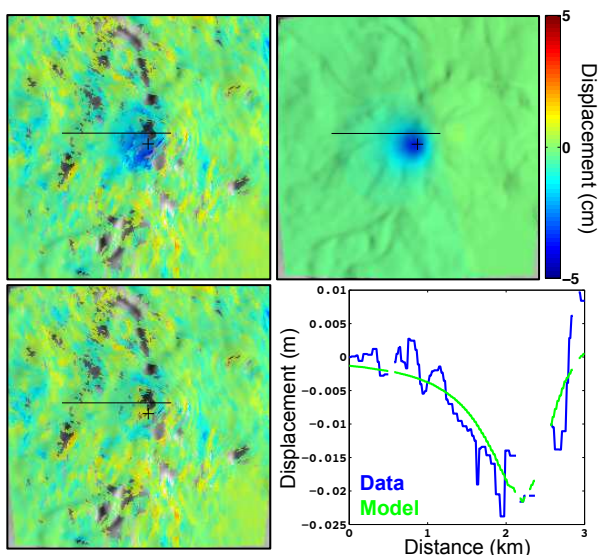 5
0
−5
Displacement (cm)
0.01
0.005
0
−0.005
−0.01
−0.015
−0.02
−0.025
Displacement (m)
Data
Model
0 1 2 3
Distance (km)